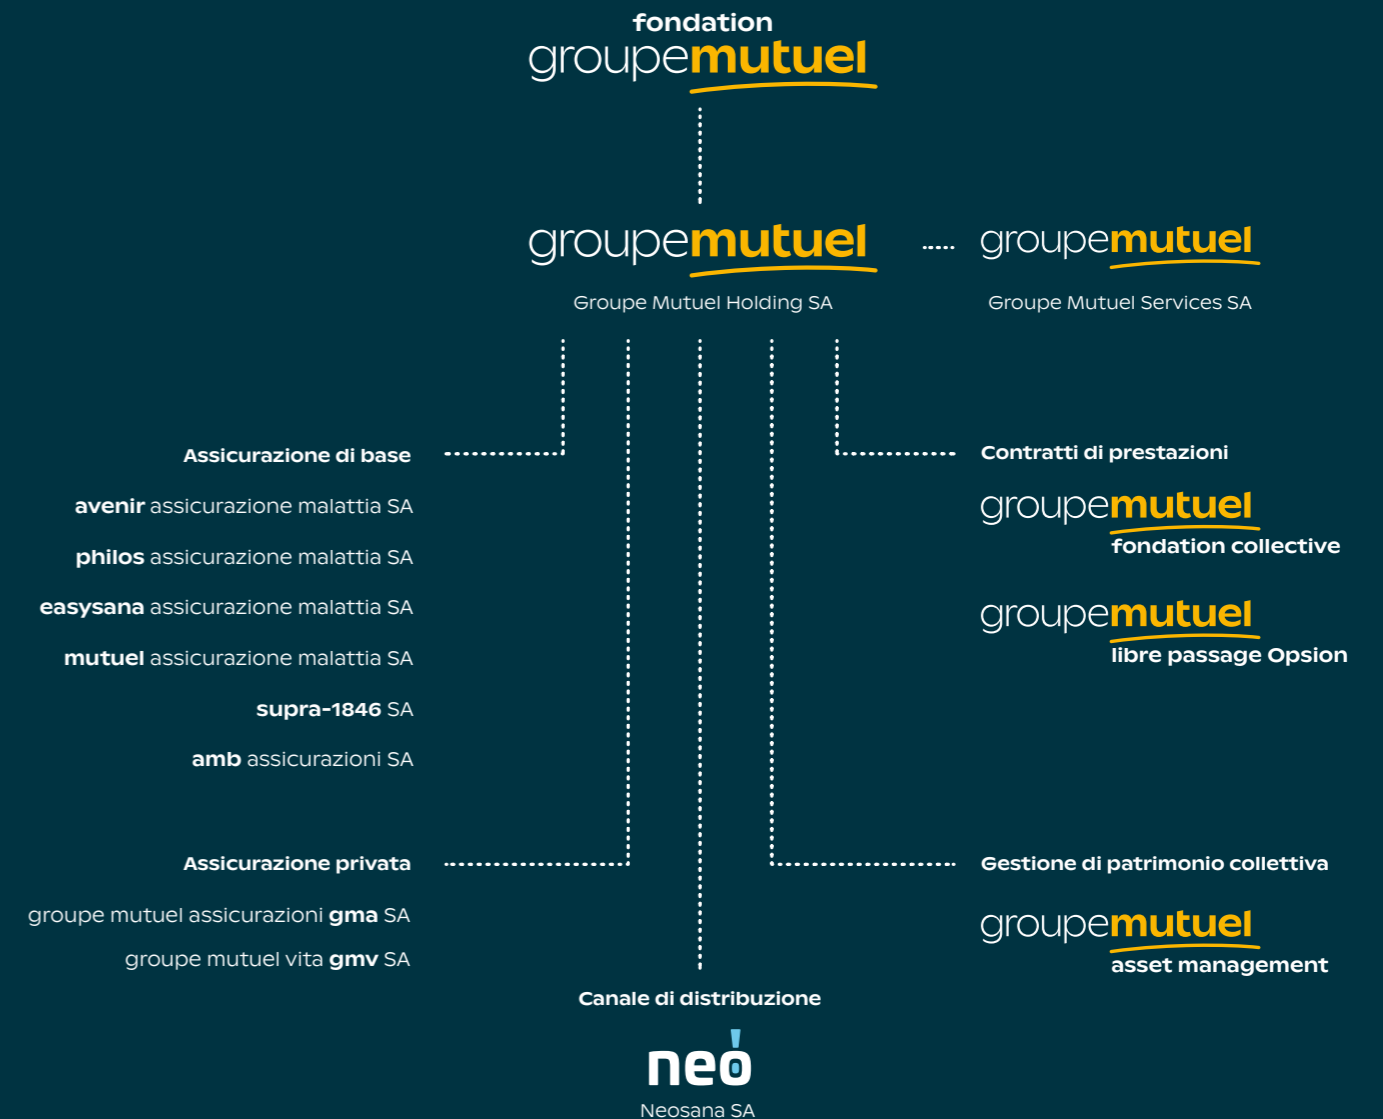 fondation
groupemutuel
groupemutuel
Groupe Mutuel Holding SA
groupemutuel
Groupe Mutuel Services SA
Assicurazione di base
avenir assicurazione malattia SA
philos assicurazione malattia SA
easysana assicurazione malattia SA
mutuel assicurazione malattia SA
supra-1846 SA
amb assicurazioni SA
Contratti di prestazioni
groupemutuel
fondation collective
groupemutuel
libre passage Opsion
Assicurazione privata
groupe mutuel assicurazioni gma SA
groupe mutuel vita gmv SA
Gestione di patrimonio collettiva
groupemutuel
asset management
Canale di distribuzione
neo
Neosana SA